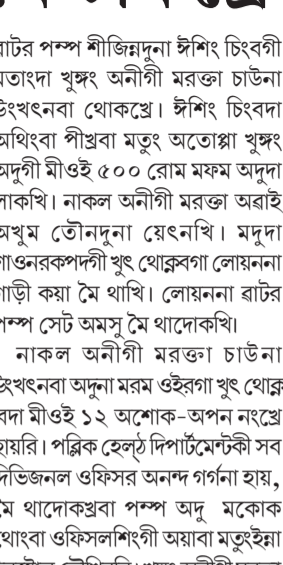 ৱাটর পম্প শীজিন্নদুনা ঈশিং চিংবগী
মতাংদা খুঙ্গং অনীগী মরক্তা চাউনা
উংখৎনবা থোকখ্রে। ঈশিং চিংবদা
অথিংবা পীখ্রবা মতুং অতোপ্পা খুঙ্গং
অদুগী মীওই ৫০০ রোম মফম অদুদা
লাকখি। নাকল অনীগী মরক্তা অৱাই
অখুম তৌনদুনা য়েৎনখি। মদুদা
গাওনরকপদগী খুৎ থোক্নবগা লোয়ননা
গাড়ী কয়া মৈ থাখি। লোয়ননা ৱাটর
পম্প সেট অমসু মৈ থাদোকখি।
নাকল অনীগী মরক্তা চাউনা
উংখৎনবা অদুনা মরম ওইরগা খুৎ থোক্ন
বদা মীওই ১২ অশোক-অপন নংখ্রে
হায়রি। পব্লিক হেল্‌ঠ দিপার্টমেন্টকী সব
দিভিজনল ওফিসর অনন্দ গর্গনা হায়,
মৈ থাদোকখ্রবা পম্প অদু মকোক
থোংবা ওফিসলশিংগী অয়াবা মতুংইন্না